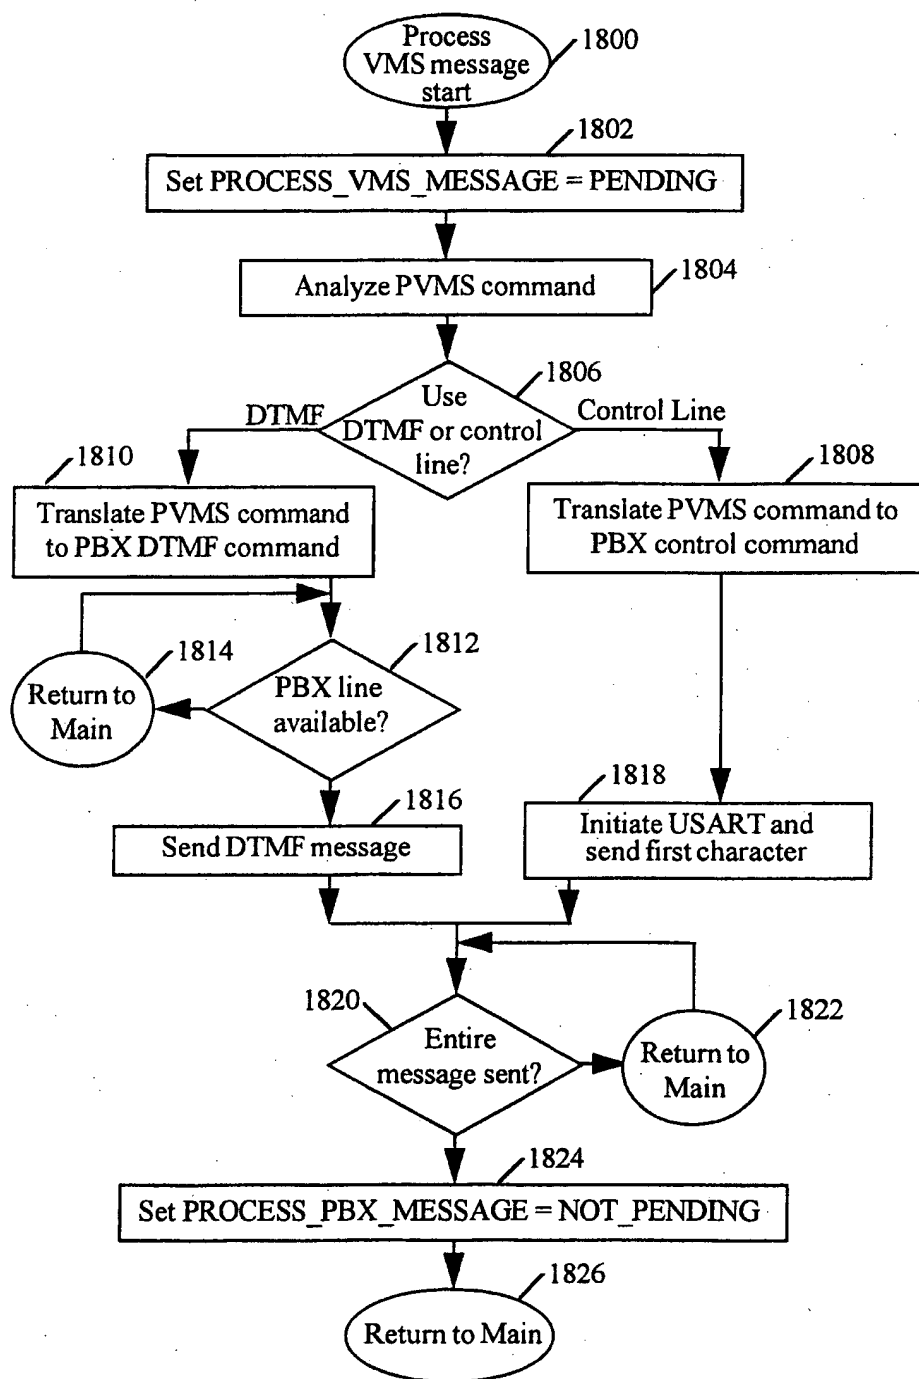 Process
VMS message
start
1800
1802
Set PROCESS_VMS_MESSAGE = PENDING
Analyze PVMS command
1804
1806
Use
DTMF or control
line?
DTMF
Control Line
1810
Translate PVMS command
to PBX DTMF command
1808
Translate PVMS command to
PBX control command
1814
Return to
Main
1812
PBX line
available?
1816
Send DTMF message
1818
Initiate USART and
send first character
1820
Entire
message sent?
1822
Return to
Main
1824
Set PROCESS_PBX_MESSAGE = NOT_PENDING
1826
Return to Main